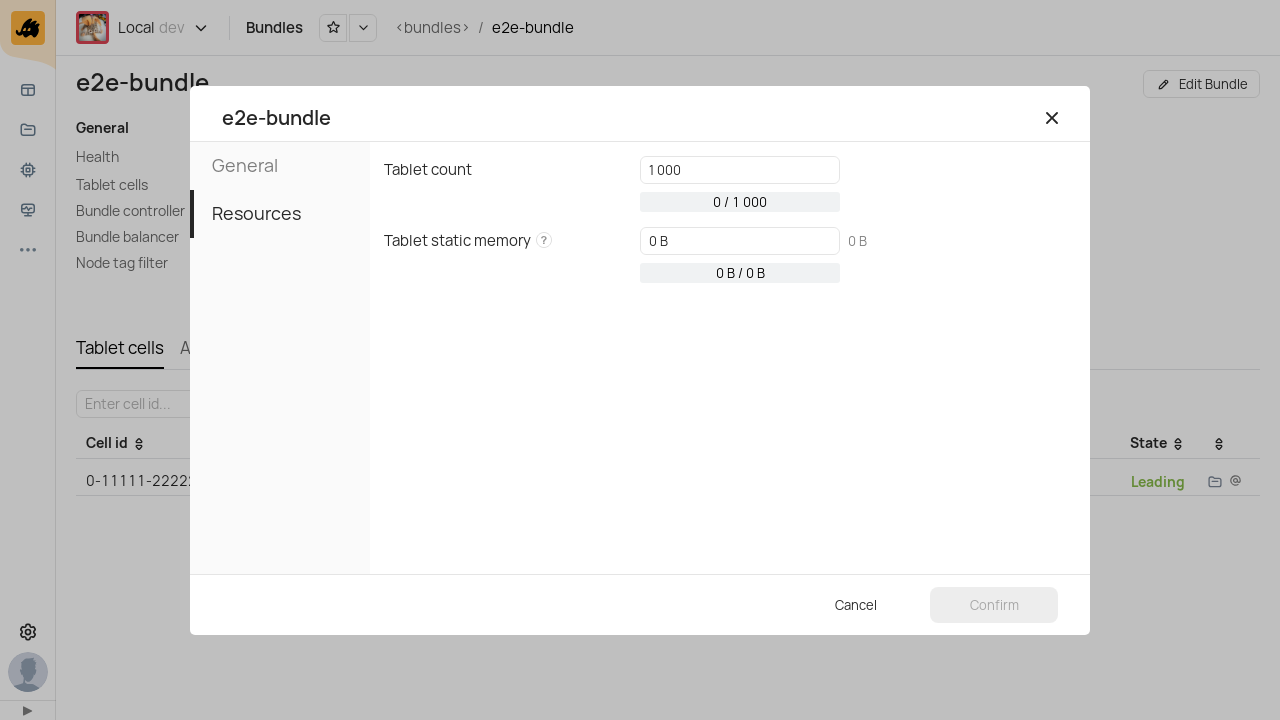 Local dev
Bundles
<bundles> / e2e-bundle
e2e-bundle
Edit Bundle
General
Health
Tablet cells
Bundle controller
Bundle balancer
Node tag filter
Tablet cells
A
Enter cell id...
Cell id
State
0-11111-2222
Leading
e2e-bundle
General
Resources
Tablet count
1 000
0 / 1 000
Tablet static memory ?
0 B
0 B
0 B / 0 B
Cancel
Confirm